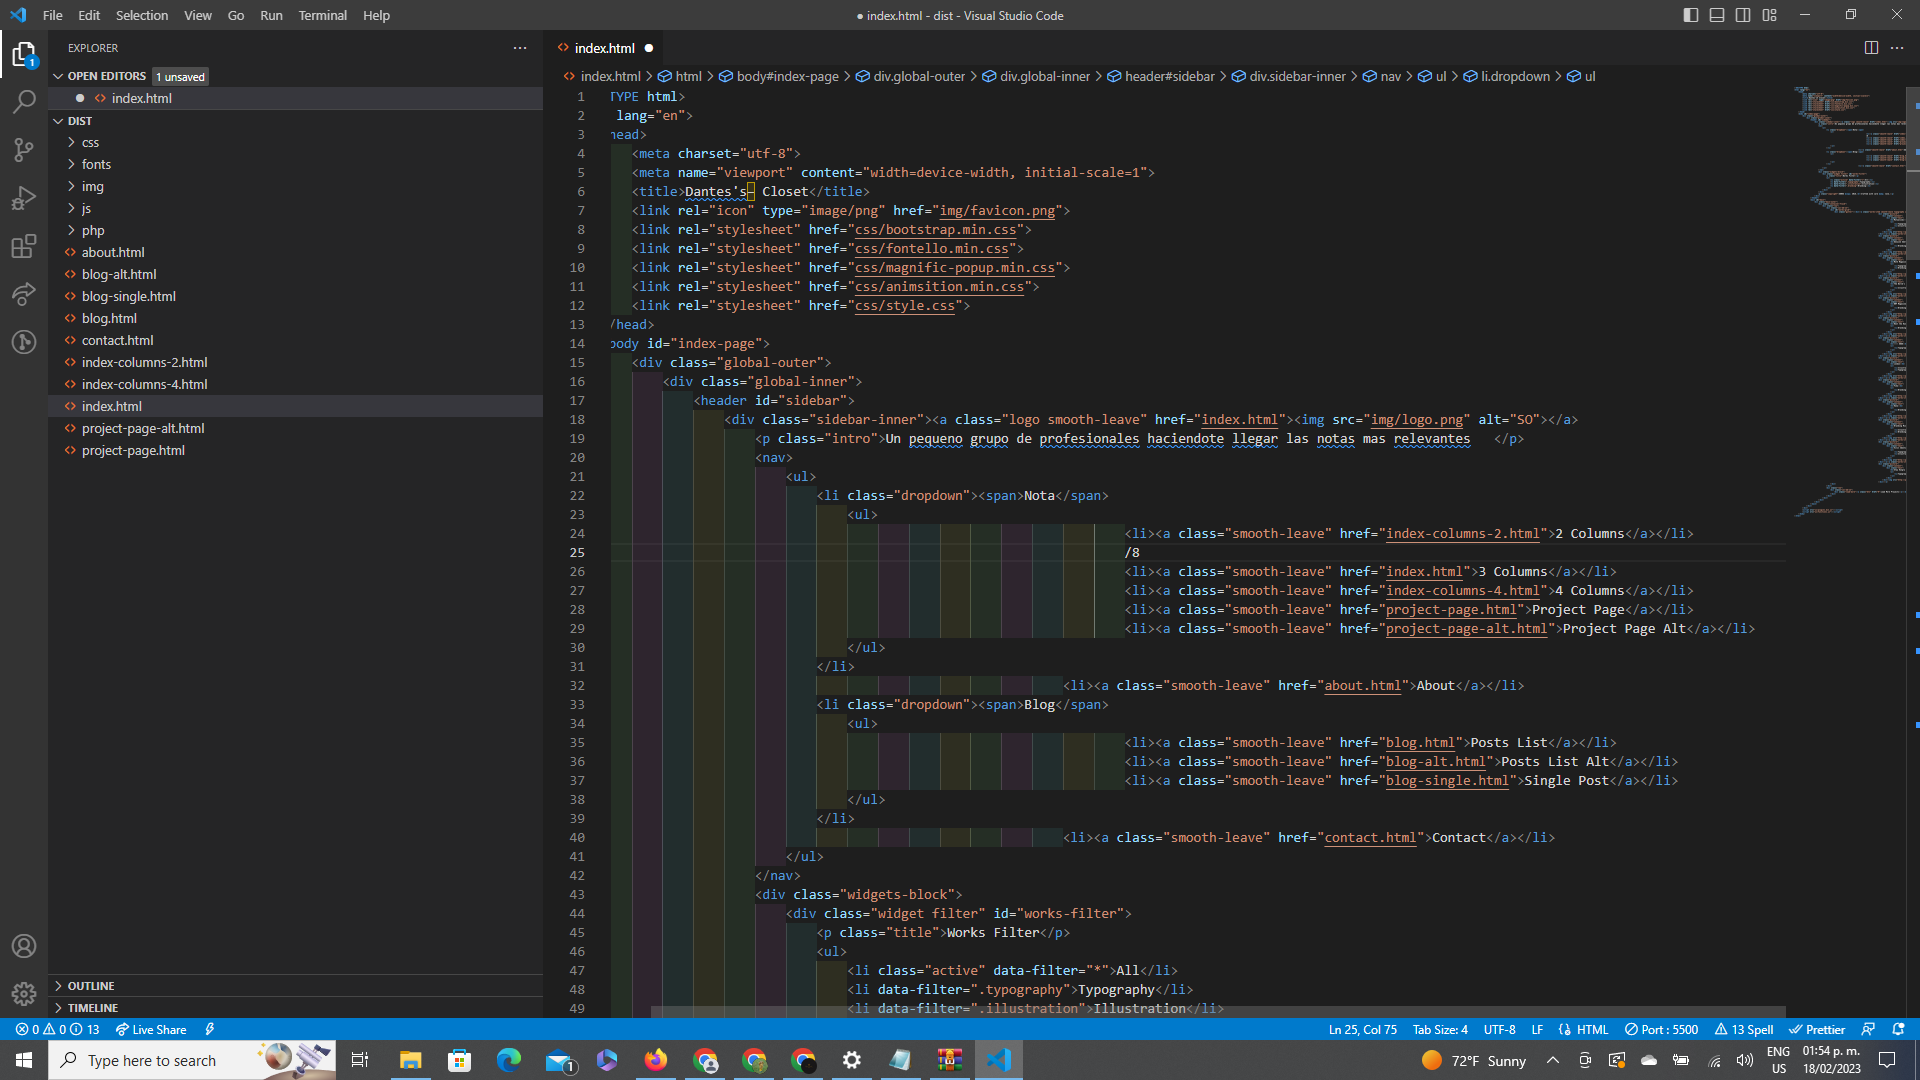 File Edit Selection View Go Run Terminal Help
● index.html - dist - Visual Studio Code
EXPLORER
OPEN EDITORS 1 unsaved
index.html
DIST
css
fonts
img
js
php
about.html
blog-alt.html
blog-single.html
blog.html
contact.html
index-columns-2.html
index-columns-4.html
index.html
project-page-alt.html
project-page.html
OUTLINE
TIMELINE
index.html
index.html > html > body#index-page > div.global-outer > div.global-inner > header#sidebar > div.sidebar-inner > nav > ul > li.dropdown > ul
1 TYPE html>
2 lang="en">
3 head>
4 <meta charset="utf-8">
5 <meta name="viewport" content="width=device-width, initial-scale=1">
6 <title>Dantes's– Closet</title>
7 <link rel="icon" type="image/png" href="img/favicon.png">
8 <link rel="stylesheet" href="css/bootstrap.min.css">
9 <link rel="stylesheet" href="css/fontello.min.css">
10 <link rel="stylesheet" href="css/magnific-popup.min.css">
11 <link rel="stylesheet" href="css/animsition.min.css">
12 <link rel="stylesheet" href="css/style.css">
13 /head>
14 body id="index-page">
15 <div class="global-outer">
16 <div class="global-inner">
17 <header id="sidebar">
18 <div class="sidebar-inner"><a class="logo smooth-leave" href="index.html"><img src="img/logo.png" alt="SO"></a>
19 <p class="intro">Un pequeno grupo de profesionales haciendote llegar las notas mas relevantes </p>
20 <nav>
21 <ul>
22 <li class="dropdown"><span>Nota</span>
23 <ul>
24 <li><a class="smooth-leave" href="index-columns-2.html">2 Columns</a></li>
25 /8
26 <li><a class="smooth-leave" href="index.html">3 Columns</a></li>
27 <li><a class="smooth-leave" href="index-columns-4.html">4 Columns</a></li>
28 <li><a class="smooth-leave" href="project-page.html">Project Page</a></li>
29 <li><a class="smooth-leave" href="project-page-alt.html">Project Page Alt</a></li>
30 </ul>
31 </li>
32 <li><a class="smooth-leave" href="about.html">About</a></li>
33 <li class="dropdown"><span>Blog</span>
34 <ul>
35 <li><a class="smooth-leave" href="blog.html">Posts List</a></li>
36 <li><a class="smooth-leave" href="blog-alt.html">Posts List Alt</a></li>
37 <li><a class="smooth-leave" href="blog-single.html">Single Post</a></li>
38 </ul>
39 </li>
40 <li><a class="smooth-leave" href="contact.html">Contact</a></li>
41 </ul>
42 </nav>
43 <div class="widgets-block">
44 <div class="widget filter" id="works-filter">
45 <p class="title">Works Filter</p>
46 <ul>
47 <li class="active" data-filter="*">All</li>
48 <li data-filter=".typography">Typography</li>
49 <li data-filter=".illustration">Illustration</li>
0 0 13 Live Share Ln 25, Col 75 Tab Size: 4 UTF-8 LF HTML Port : 5500 13 Spell Prettier
Type here to search 72°F Sunny ENG US 01:54 p. m. 18/02/2023